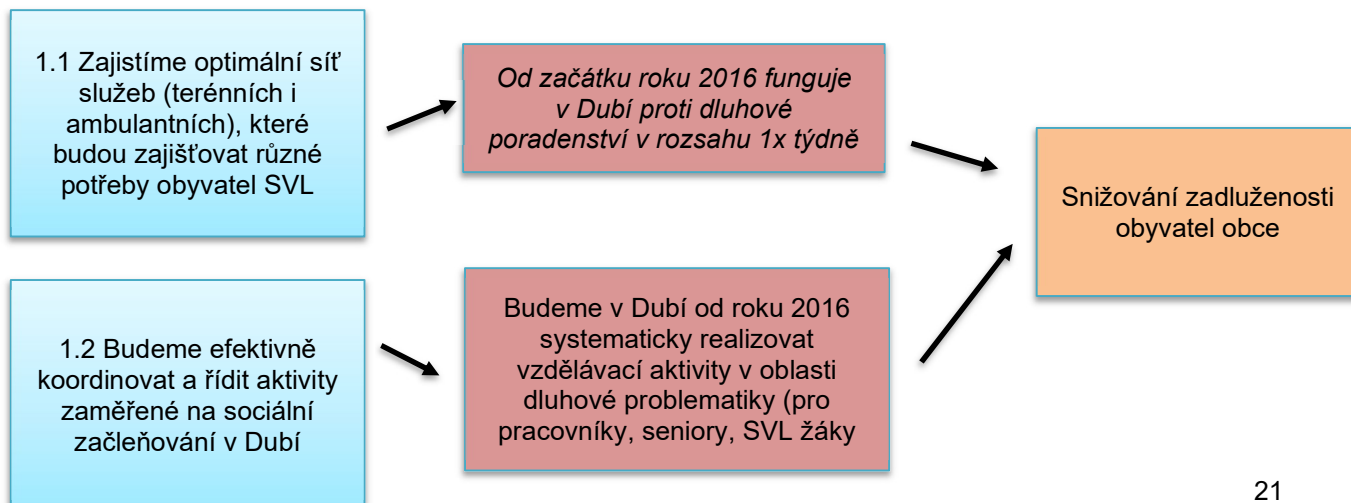 1.1 Zajistíme optimální síť
služeb (terénních i
ambulantních), které
budou zajišťovat různé
potřeby obyvatel SVL
Od začátku roku 2016 funguje
v Dubí proti dluhové
poradenství v rozsahu 1x týdně
Snižování zadluženosti
obyvatel obce
1.2 Budeme efektivně
koordinovat a řídit aktivity
zaměřené na sociální
začleňování v Dubí
Budeme v Dubí od roku 2016
systematicky realizovat
vzdělávací aktivity v oblasti
dluhové problematiky (pro
pracovníky, seniory, SVL žáky
21